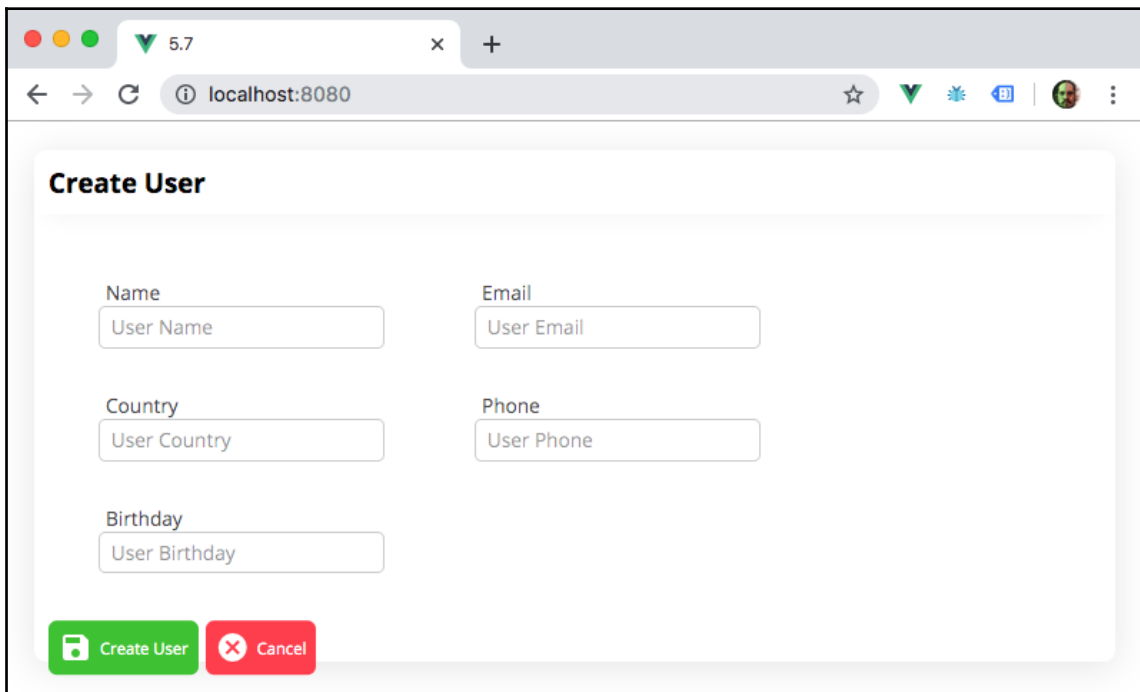 5.7
localhost:8080
Create User
Name Email
User Name User Email
Country Phone
User Country User Phone
Birthday
User Birthday
Create User Cancel